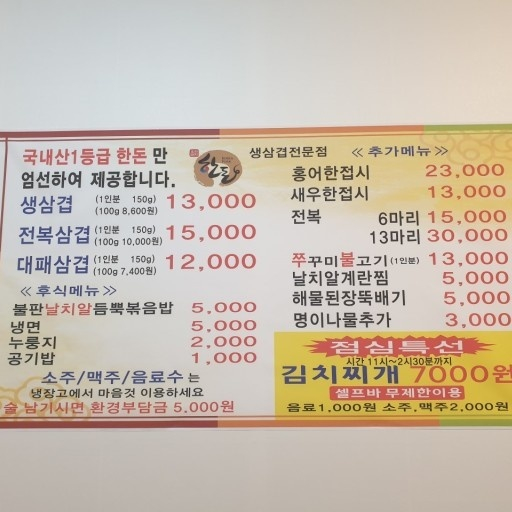 국내산1등급 한돈 만
엄선하여 제공합니다.
한돈
생삼겹 (1인분 150g) (100g 8,600원) 13,000
전복삼겹 (1인분 150g) (100g 10,000원) 15,000
대패삼겹 (1인분 150g) (100g 7,400원) 12,000
≪후식메뉴≫
불판날치알듬뿍볶음밥 5,000
냉면 5,000
누룽지 2,000
공기밥 1,000
소주/맥주/음료수 는
냉장고에서 마음것 이용하세요
술 남기시면 환경부담금 5,000원
생삼겹전문점 ≪추가메뉴≫
홍어한접시 23,000
새우한접시 13,000
전복 6마리 15,000
13마리 30,000
쭈꾸미불고기(1인분) 13,000
날치알계란찜 5,000
해물된장뚝배기 5,000
명이나물추가 3,000
점심특선
시간 11시~2시30분까지
김치찌개 7000원
셀프바 무제한이용
음료1,000원 소주,맥주2,000원